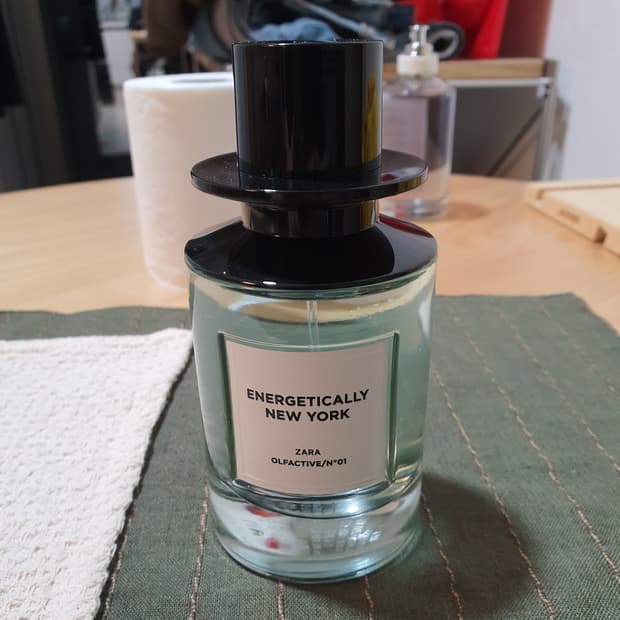 ENERGETICALLY
NEW YORK
ZARA
OLFACTIVE/N°01